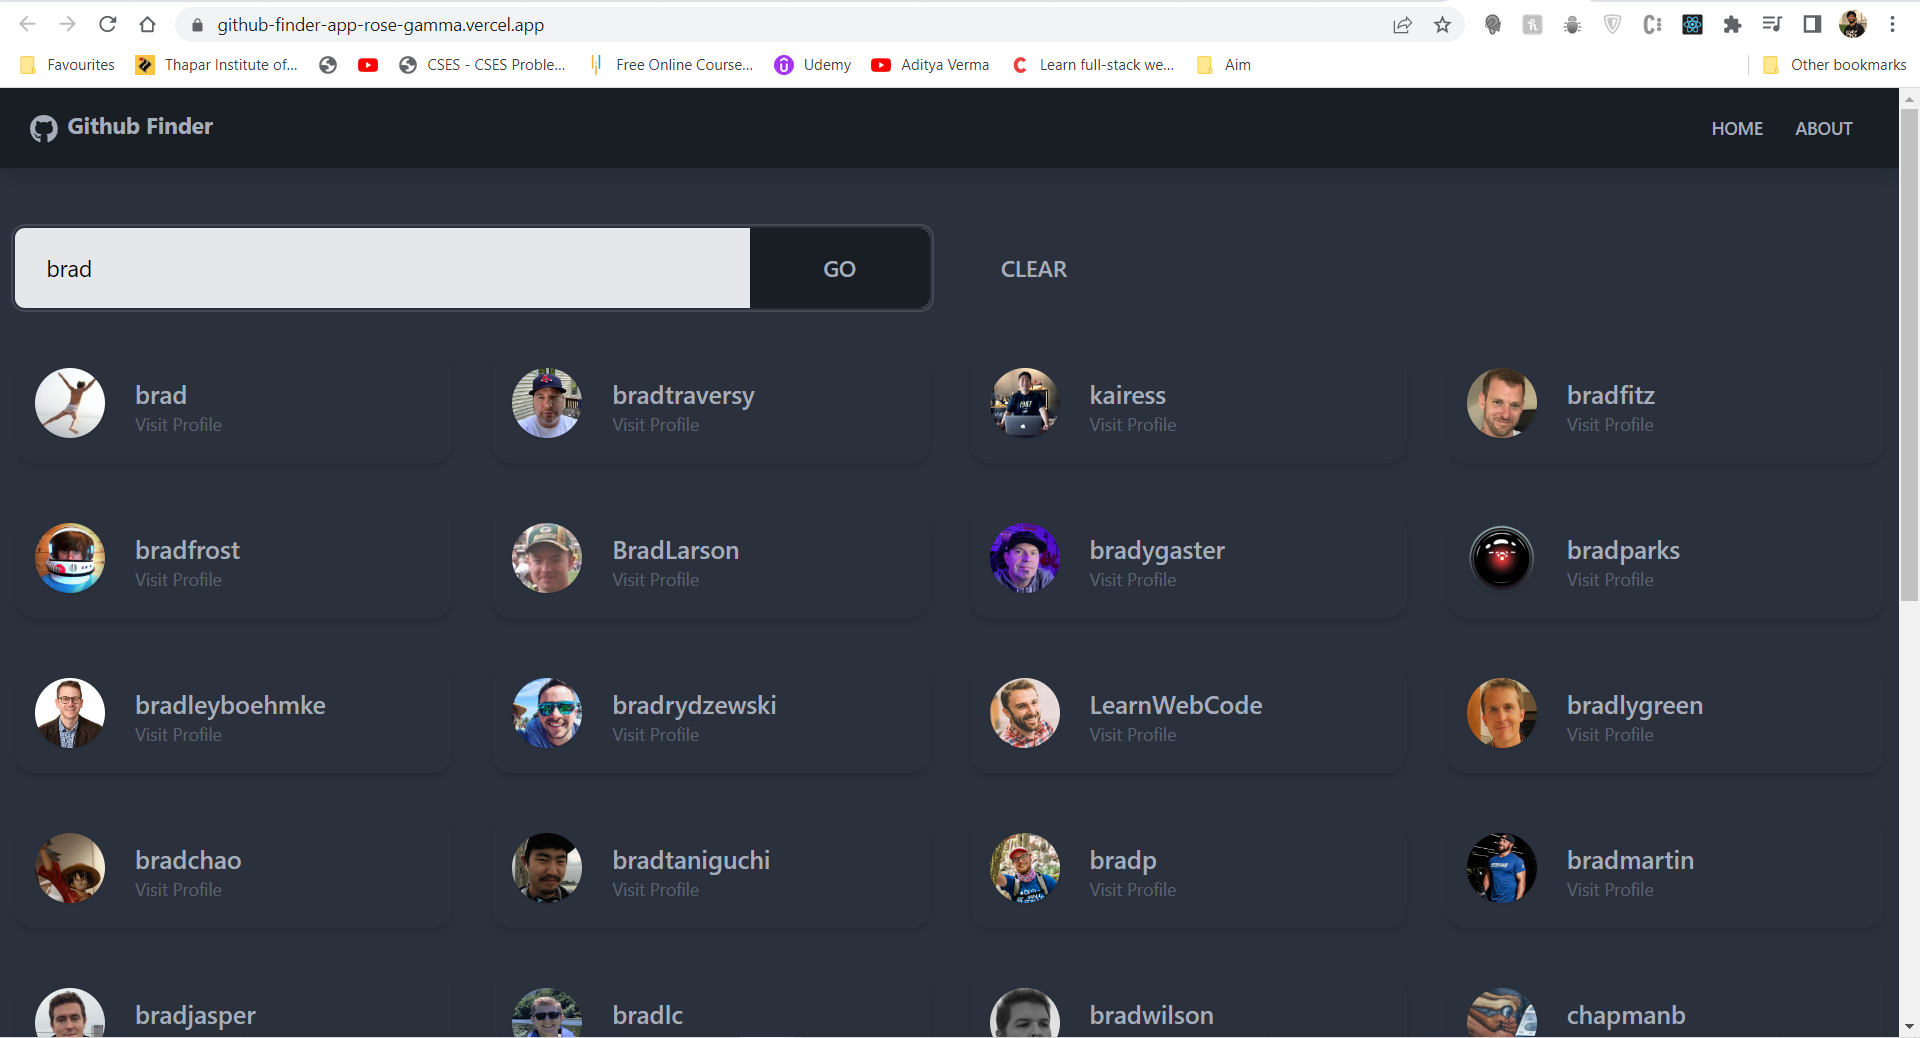 github-finder-app-rose-gamma.vercel.app
Favourites Thapar Institute of... CSES - CSES Proble... Free Online Course... Udemy Aditya Verma Learn full-stack we... Aim Other bookmarks
Github Finder HOME ABOUT
brad GO CLEAR
brad bradtraversy kairess bradfitz
Visit Profile Visit Profile Visit Profile Visit Profile
bradfrost BradLarson bradygaster bradparks
Visit Profile Visit Profile Visit Profile Visit Profile
bradleyboehmke bradrydzewski LearnWebCode bradlygreen
Visit Profile Visit Profile Visit Profile Visit Profile
bradchao bradtaniguchi bradp bradmartin
Visit Profile Visit Profile Visit Profile Visit Profile
bradjasper bradlc bradwilson chapmanb